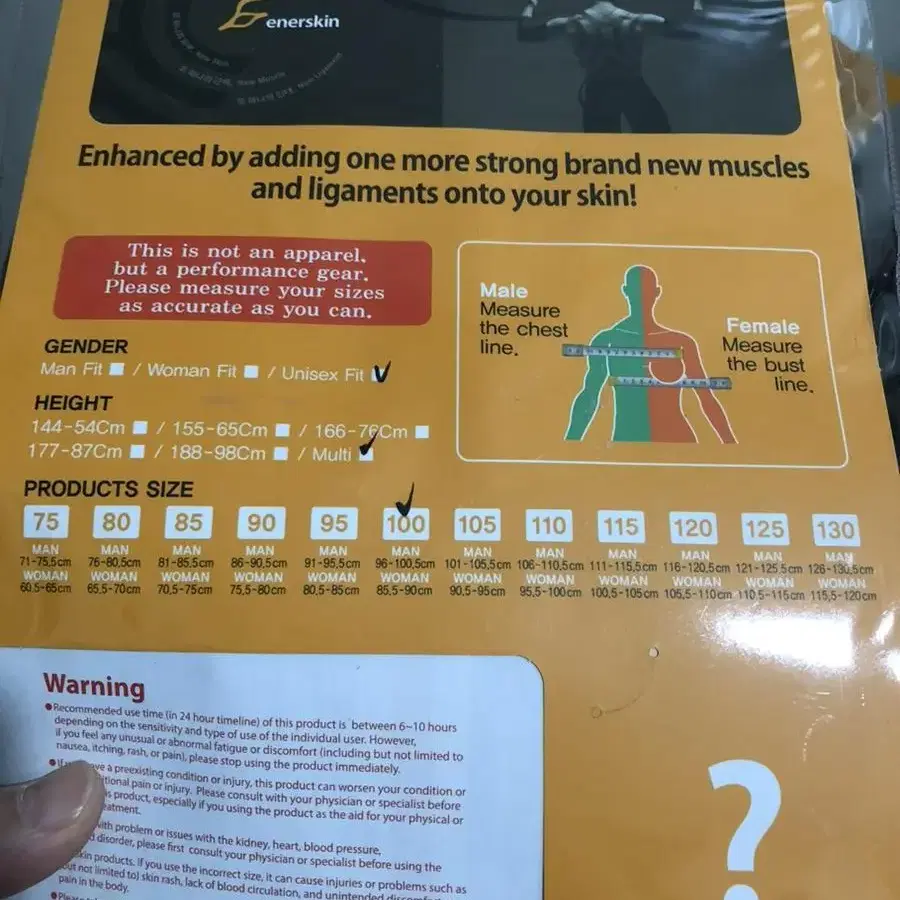 enerskin
Enhanced by adding one more strong brand new muscles
and ligaments onto your skin!
This is not an apparel,
but a performance gear.
Please measure your sizes
as accurate as you can.
Male
Measure
the chest
line.
Female
Measure
the bust
line.
GENDER
Man Fit / Woman Fit / Unisex Fit
HEIGHT
144-54Cm / 155-65Cm / 166-76Cm
177-87Cm / 188-98Cm / Multi
PRODUCTS SIZE
75 80 85 90 95 100 105 110 115 120 125 130
MAN MAN MAN MAN MAN MAN MAN MAN MAN MAN MAN MAN
71-75,5cm 76-80,5cm 81-85,5cm 86-90,5cm 91-95,5cm 96-100,5cm 101-105,5cm 106-110,5cm 111-115,5cm 116-120,5cm 121-125,5cm 126-130,5cm
WOMAN WOMAN WOMAN WOMAN WOMAN WOMAN WOMAN WOMAN WOMAN WOMAN WOMAN WOMAN
60,5-65cm 65,5-70cm 70,5-75cm 75,5-80cm 80,5-85cm 85,5-90cm 90,5-95cm 95,5-100cm 100,5-105cm 105,5-110cm 110,5-115cm 115,5-120cm
Warning
●Recommended use time (in 24 hour timeline) of this product is between 6~10 hours
depending on the sensitivity and type of use of the individual user. However,
if you feel any unusual or abnormal fatigue or discomfort (including but not limited to
nausea, itching, rash, or pain), please stop using the product immediately.
a preexisting condition or injury, this product can worsen your condition or
pain or injury. Please consult with your physician or specialist before
product, especially if you using the product as the aid for your physical or
with problem or issues with the kidney, heart, blood pressure,
disorder, please first consult your physician or specialist before using the
products. If you use the incorrect size, it can cause injuries or problems such as
not limited to) skin rash, lack of blood circulation, and unintended
pain in the body.
?